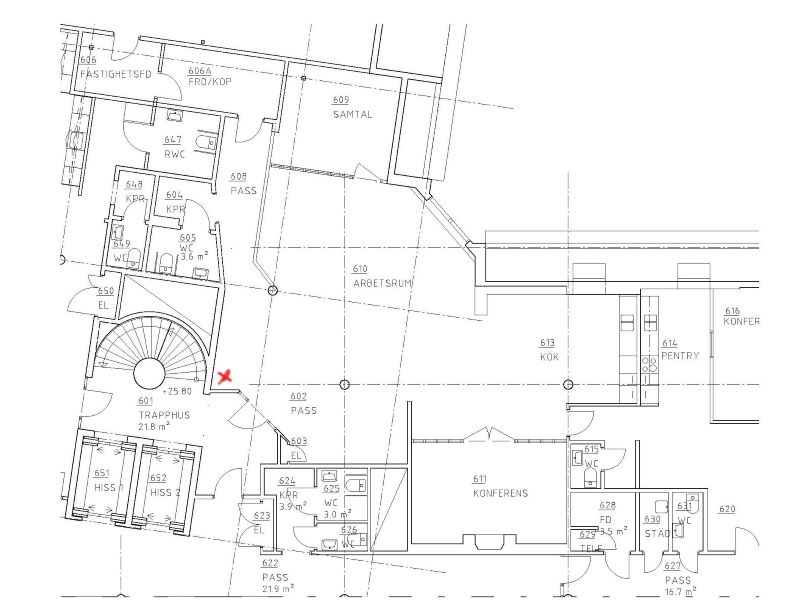 606
FASTIGHETSFD
606A
FRD/KOP
609
SAMTAL
647
RWC
608
PASS
648
KPR
604
KPR
649
WC
605
WC
3.6 m²
610
ARBETSRUM
650
EL
616
KONFER
613
KÖK
614
PENTRY
+25.80
601
TRAPPHUS
21.8 m²
602
PASS
603
EL
651
HISS 1
652
HISS 2
624
KPR
3.9 m²
625
WC
3.0 m²
611
KONFERENS
615
WC
623
EL
626
WC
628
FD
3.5 m²
629
TELE
630
STÄD
631
WC
620
622
PASS
21.9 m²
627
PASS
16.7 m²